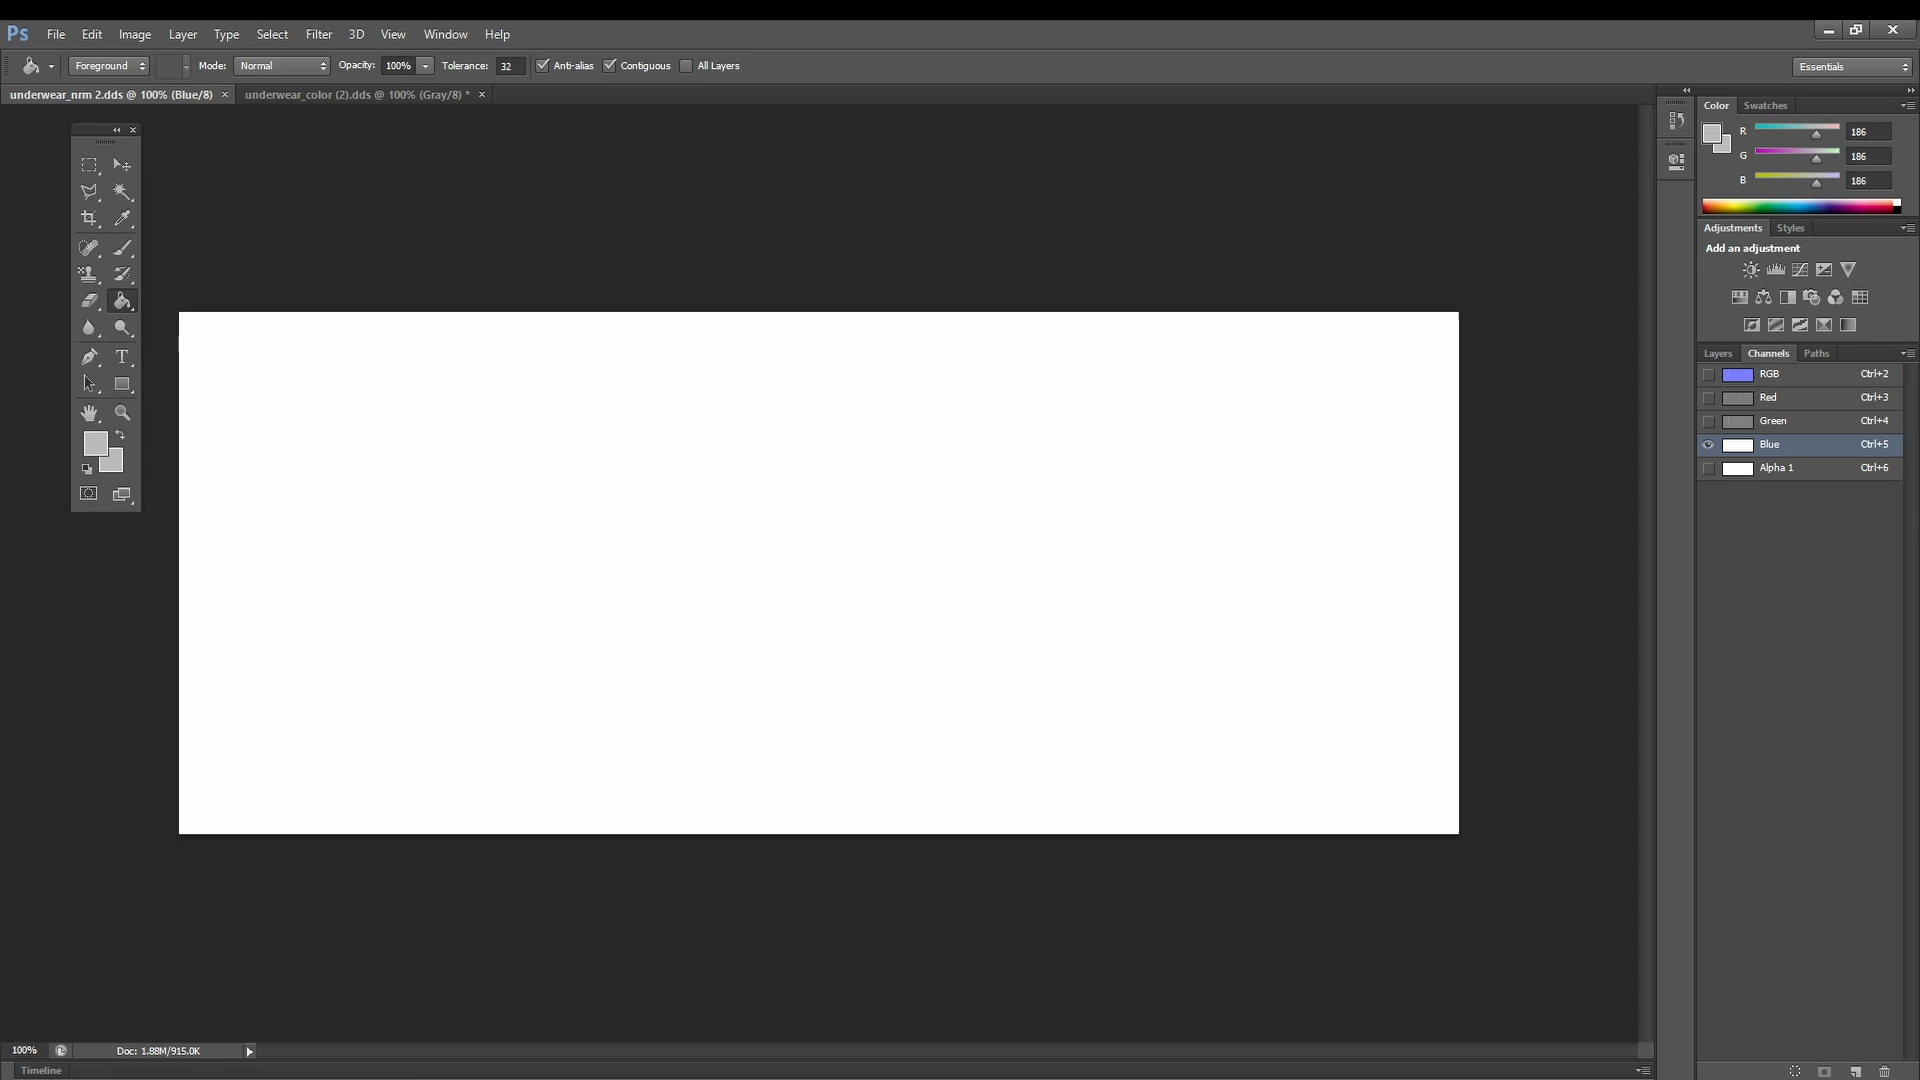 Ps File Edit Image Layer Type Select Filter 3D View Window Help
Foreground Mode: Normal Opacity: 100% Tolerance: 32 Anti-alias Contiguous All Layers Essentials
underwear_nrm 2.dds @ 100% (Blue/8) × underwear_color (2).dds @ 100% (Gray/8) * ×
Color Swatches
R 186
G 186
B 186
Adjustments Styles
Add an adjustment
Layers Channels Paths
RGB Ctrl+2
Red Ctrl+3
Green Ctrl+4
Blue Ctrl+5
Alpha 1 Ctrl+6
T
100% Doc: 1.88M/915.0K
Timeline